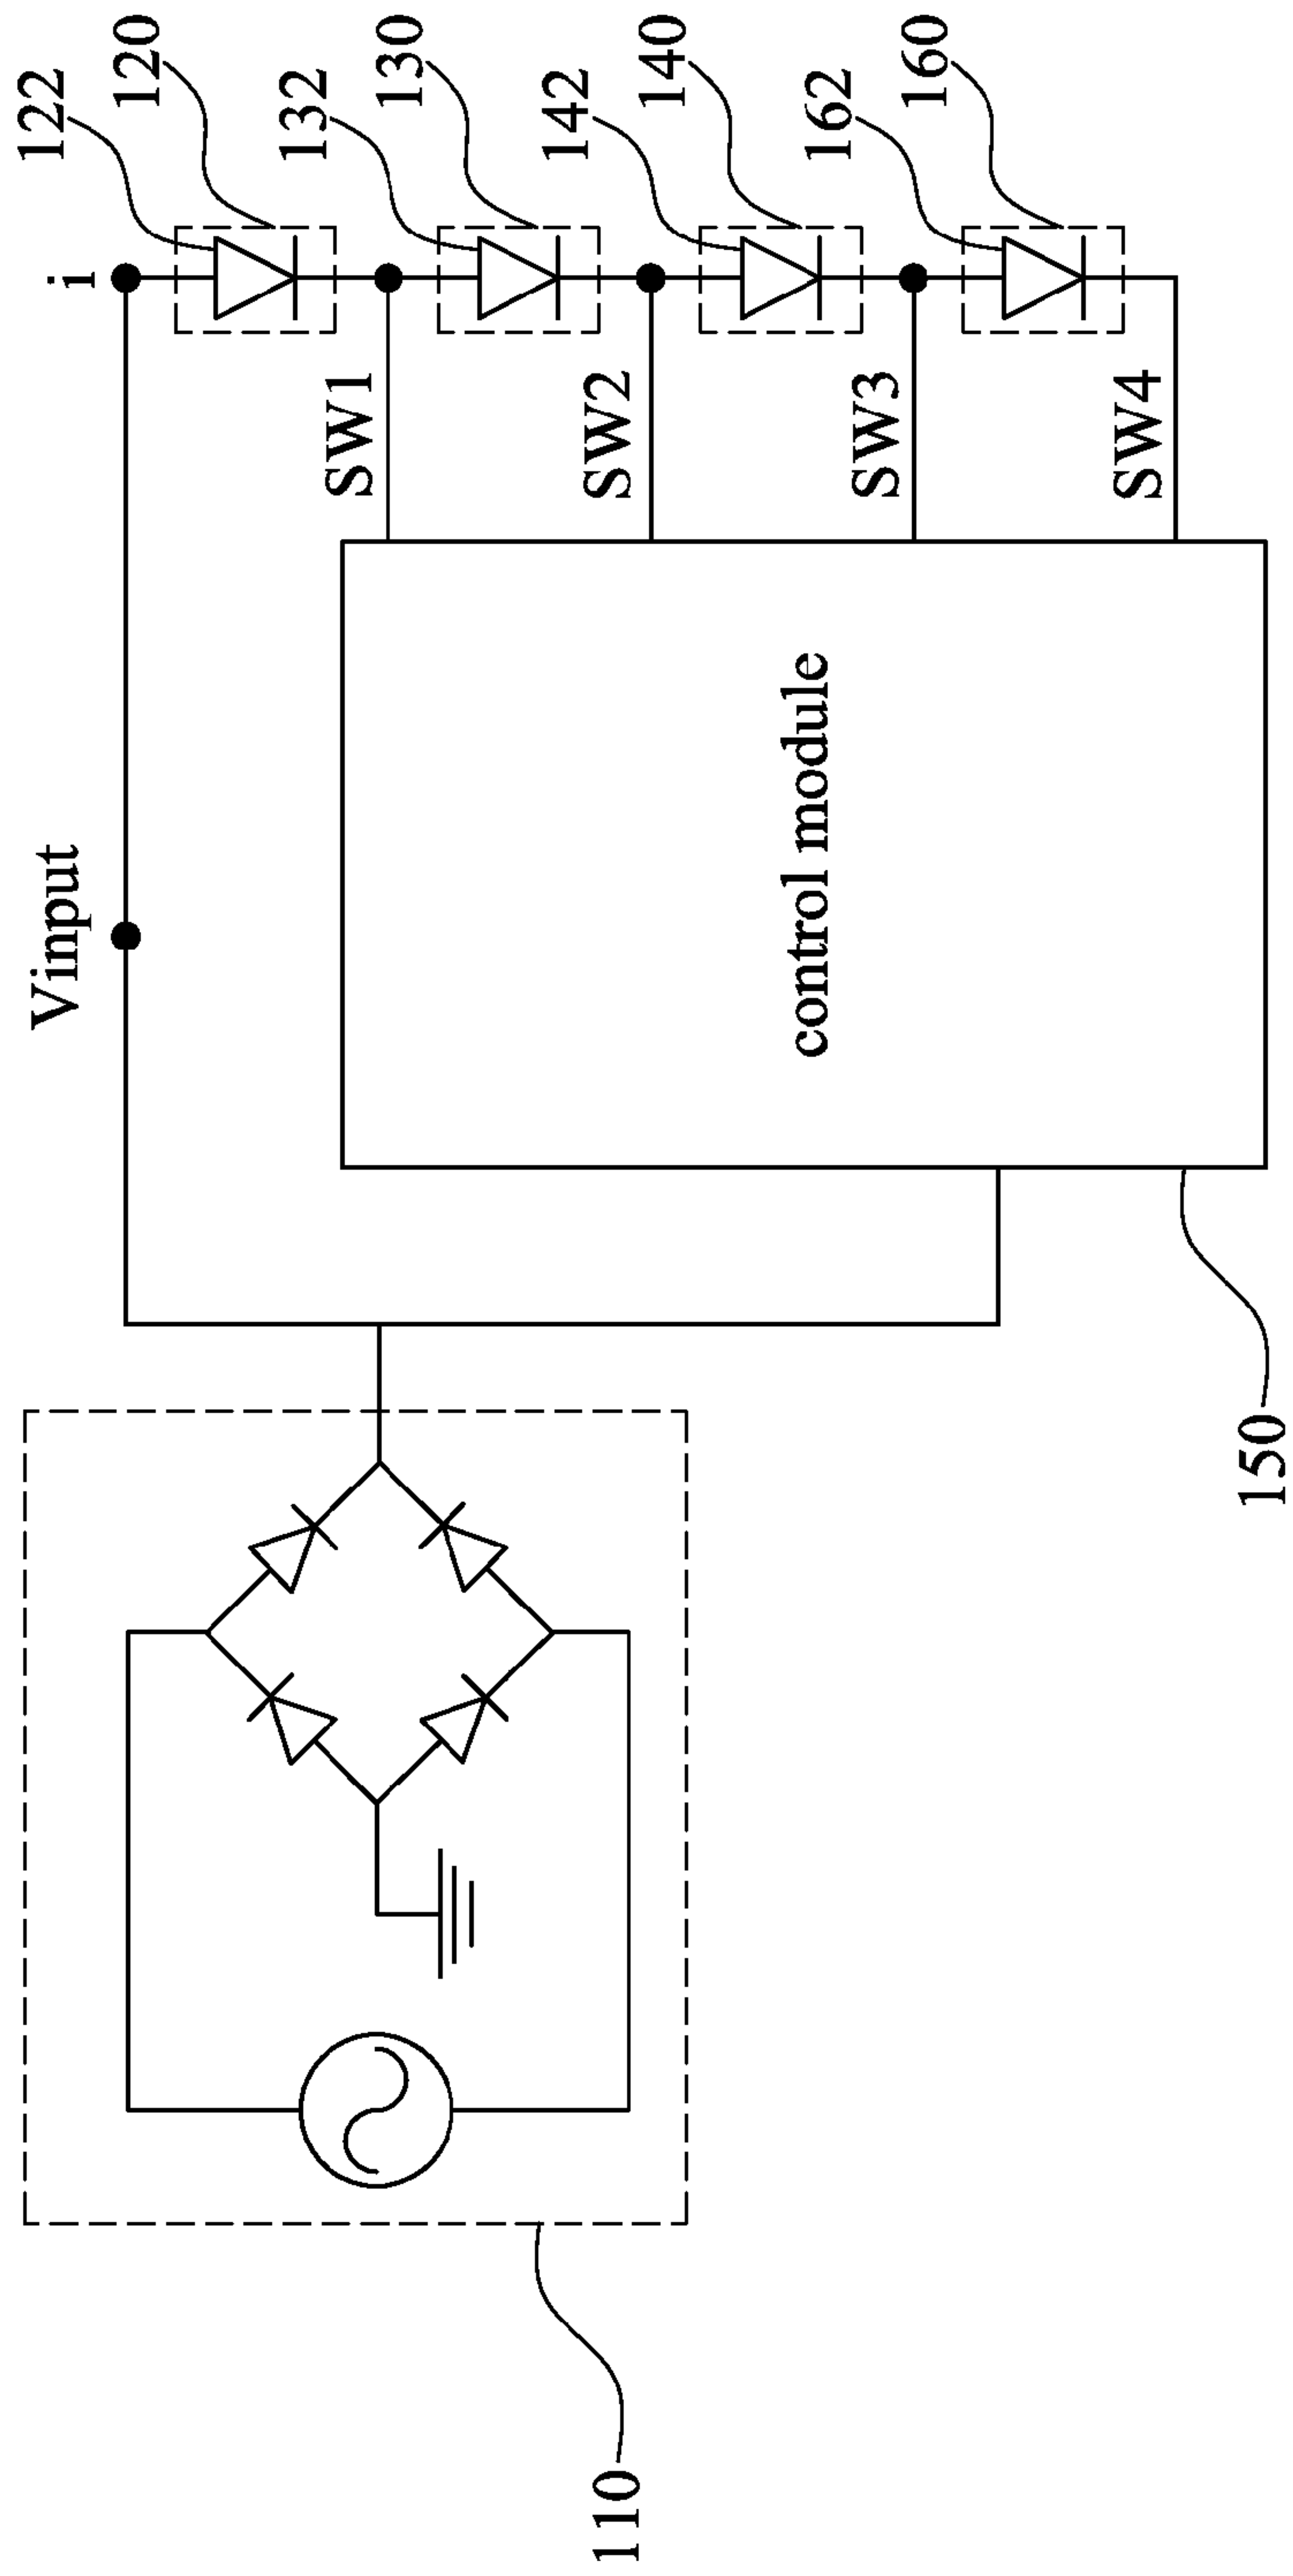 Vinput
i
122
120
SW1
132
130
SW2
142
140
SW3
162
160
SW4
control module
150
110